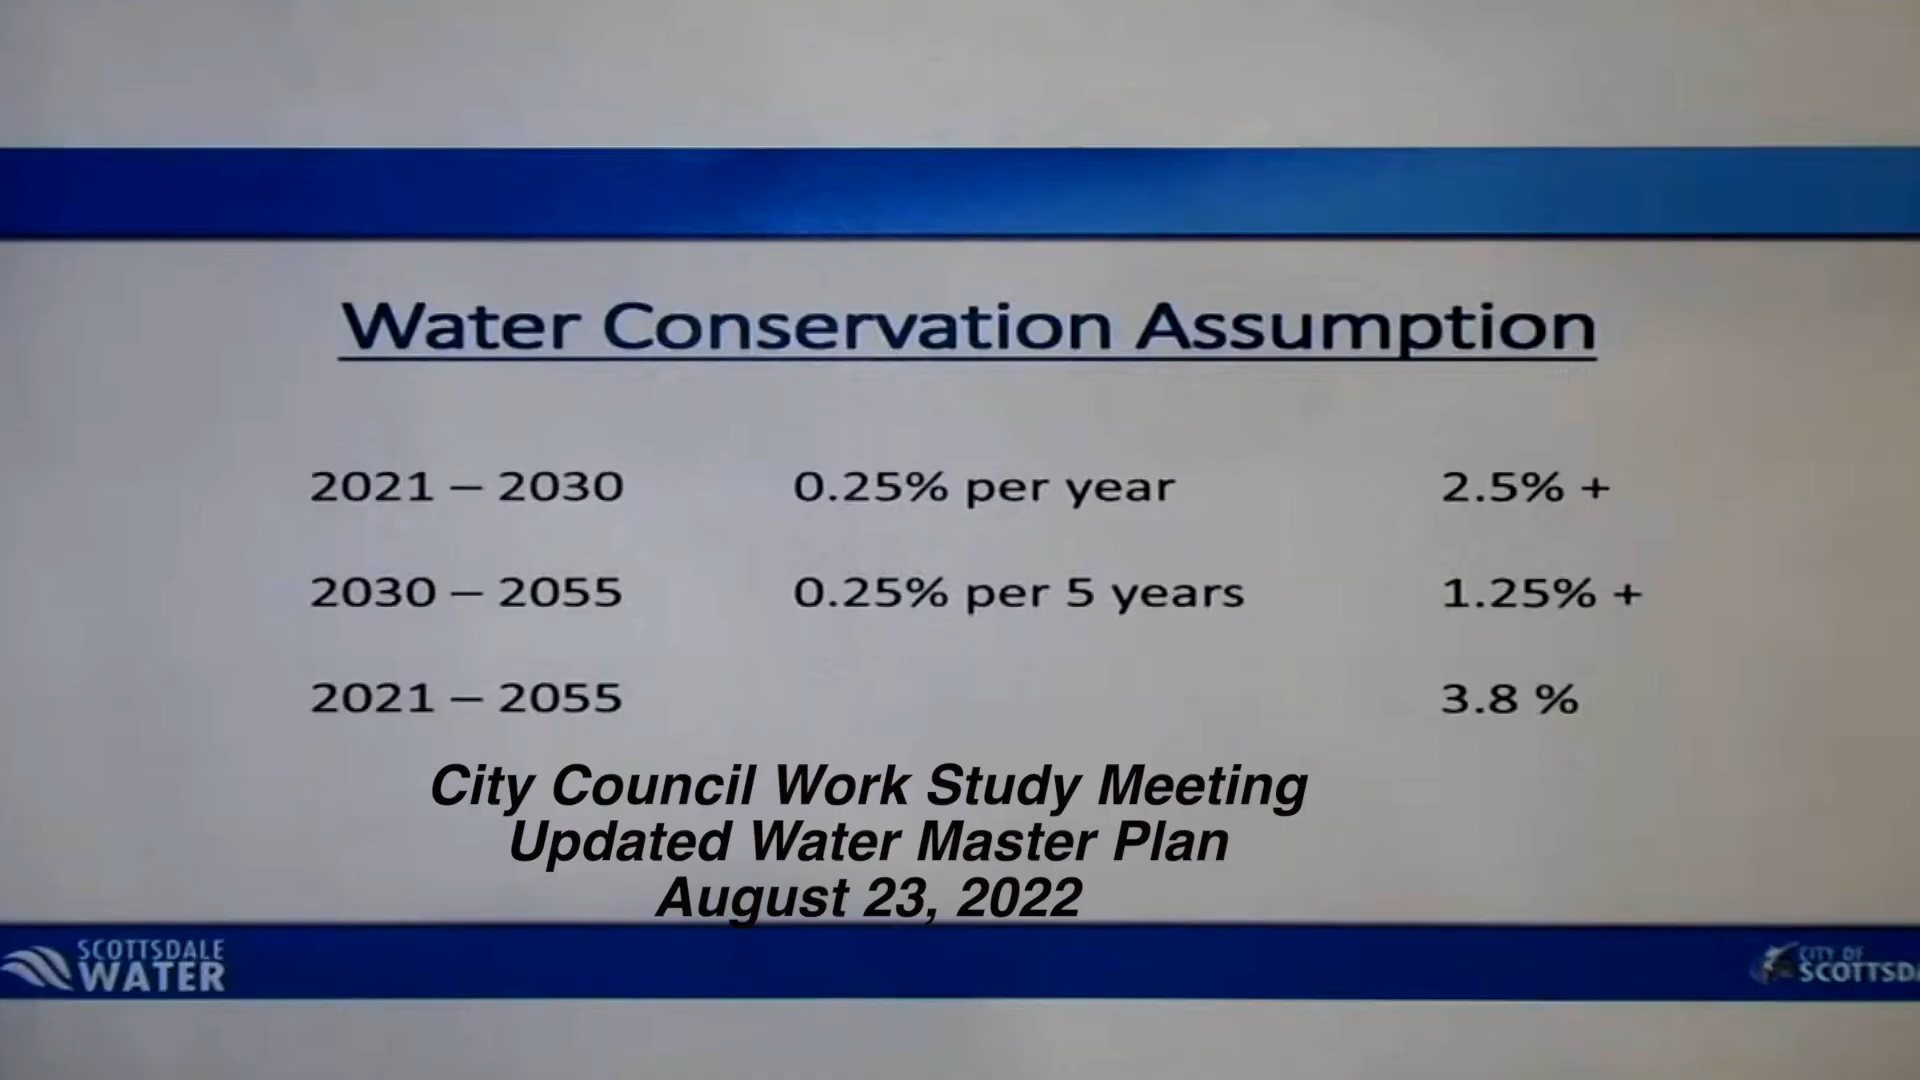 Water Conservation Assumption
2021 – 2030 0.25% per year 2.5% +
2030 – 2055 0.25% per 5 years 1.25% +
2021 – 2055 3.8 %
City Council Work Study Meeting
Updated Water Master Plan
August 23, 2022
SCOTTSDALE
WATER
CITY OF